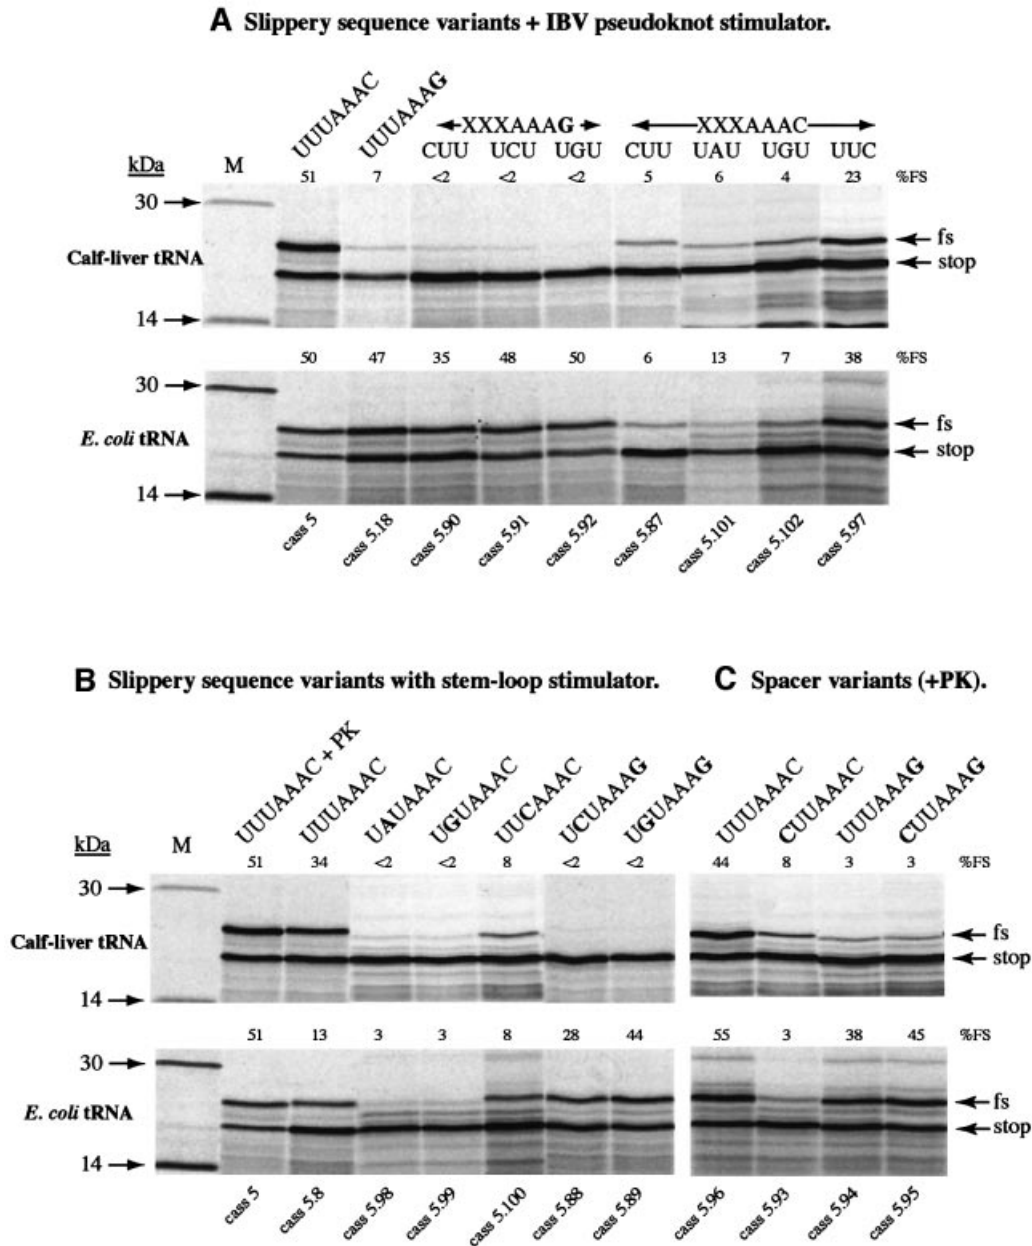 A Slippery sequence variants + IBV pseudoknot stimulator.
UUUAAAC UUUAAAG XXXAAAG XXXAAAC
kDa M CUU UCU UGU CUU UAU UGU UUC
51 7 <2 <2 <2 5 6 4 23 %FS
30
fs
Calf-liver tRNA
stop
14
50 47 35 48 50 6 13 7 38 %FS
30
fs
E. coli tRNA
stop
14
cass 5 cass 5.18 cass 5.90 cass 5.91 cass 5.92 cass 5.87 cass 5.101 cass 5.102 cass 5.97
B Slippery sequence variants with stem-loop stimulator. C Spacer variants (+PK).
UUUAAAC + PK UUUAAAC UAUAAAC UGUAAAC UUCAAAC UCUAAAG UGUAAAG UUUAAAC CUUAAAC UUUAAAG CUUAAAG
kDa M
51 34 <2 <2 8 <2 <2 44 8 3 3 %FS
30
fs
Calf-liver tRNA
stop
14
51 13 3 3 8 28 44 55 3 38 45 %FS
30
fs
E. coli tRNA
stop
14
cass 5 cass 5.8 cass 5.98 cass 5.99 cass 5.100 cass 5.88 cass 5.89 cass 5.96 cass 5.93 cass 5.94 cass 5.95